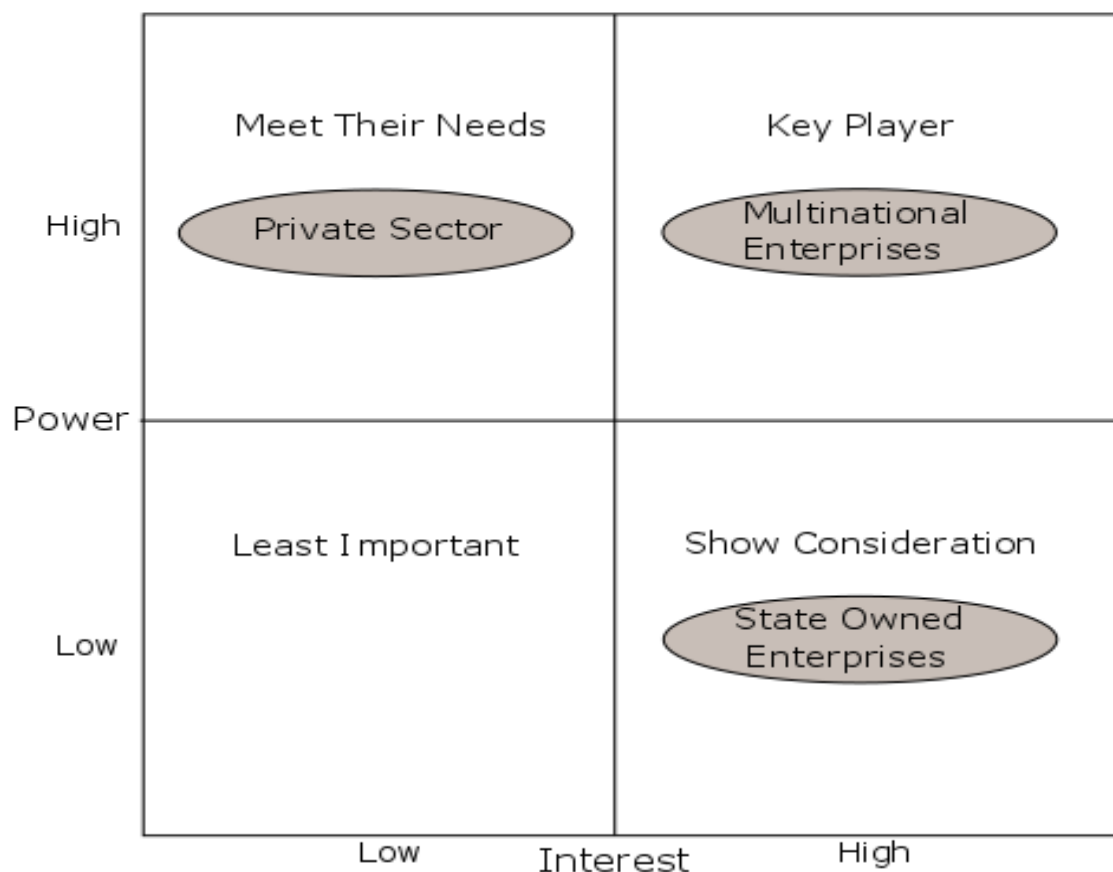 Meet Their Needs
Key Player
High
Private Sector
Multinational
Enterprises
Power
Least Important
Show Consideration
Low
State Owned
Enterprises
Low
Interest
High